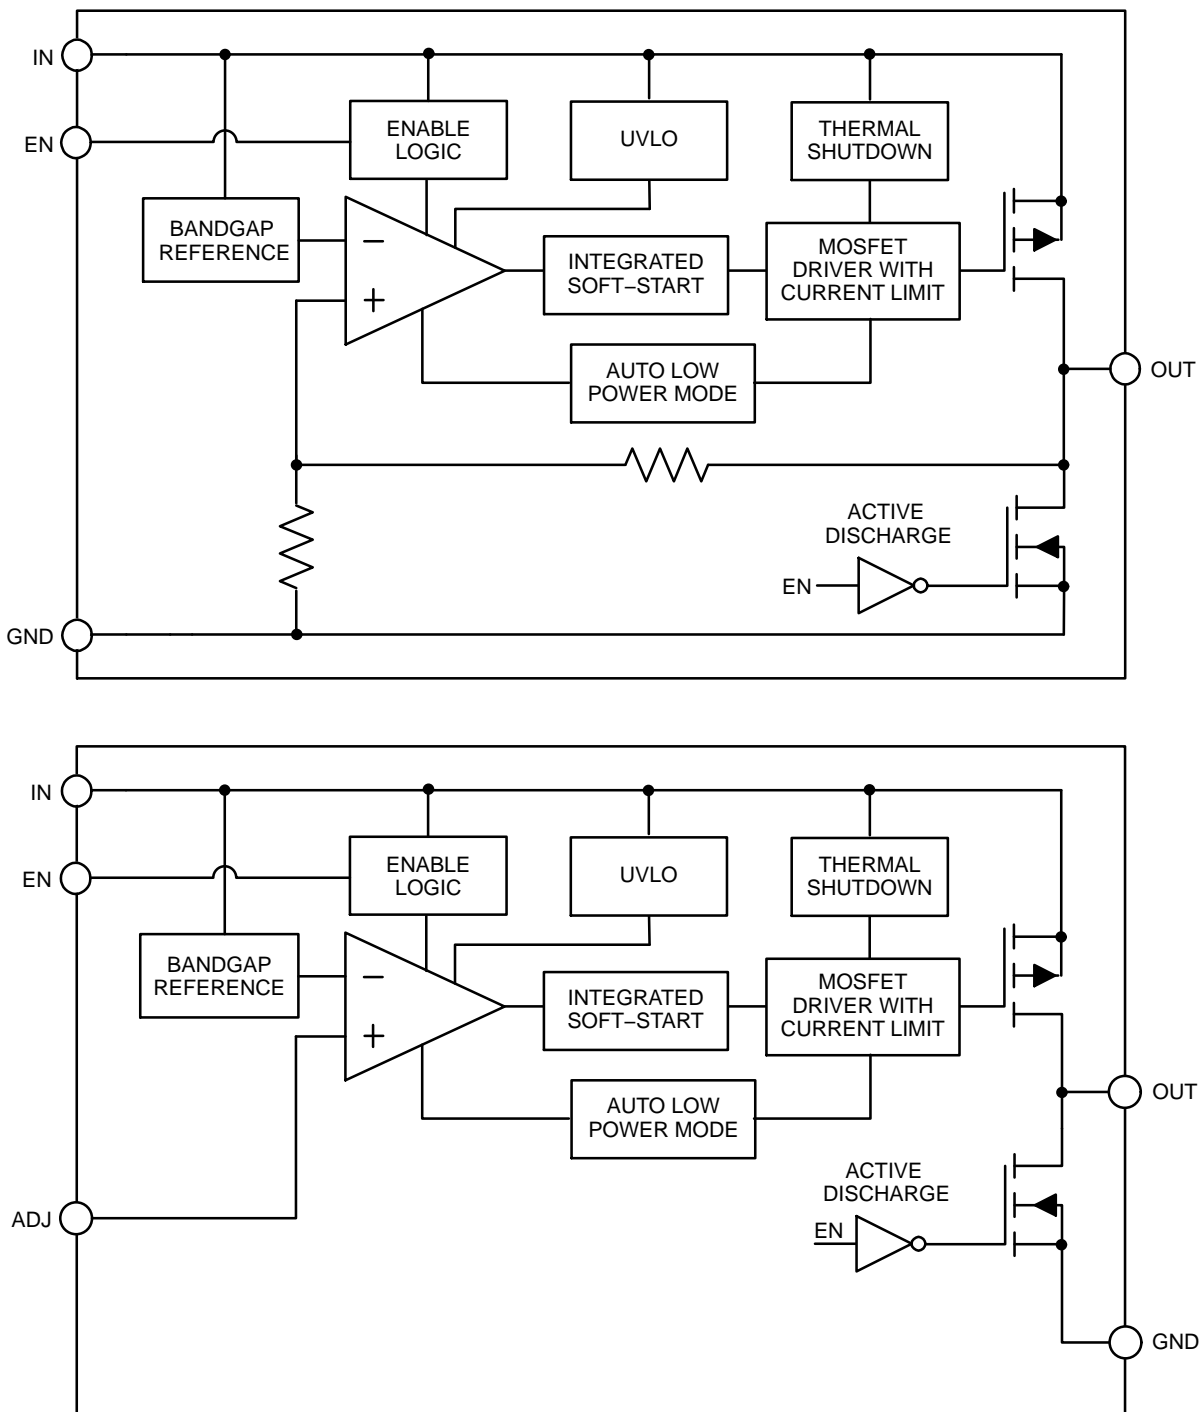 IN
EN
ENABLE
LOGIC
UVLO
THERMAL
SHUTDOWN
BANDGAP
REFERENCE
−
+
INTEGRATED
SOFT−START
MOSFET
DRIVER WITH
CURRENT LIMIT
AUTO LOW
POWER MODE
OUT
ACTIVE
DISCHARGE
EN
GND
IN
EN
ENABLE
LOGIC
UVLO
THERMAL
SHUTDOWN
BANDGAP
REFERENCE
−
+
INTEGRATED
SOFT−START
MOSFET
DRIVER WITH
CURRENT LIMIT
AUTO LOW
POWER MODE
OUT
ACTIVE
DISCHARGE
ADJ
EN
GND